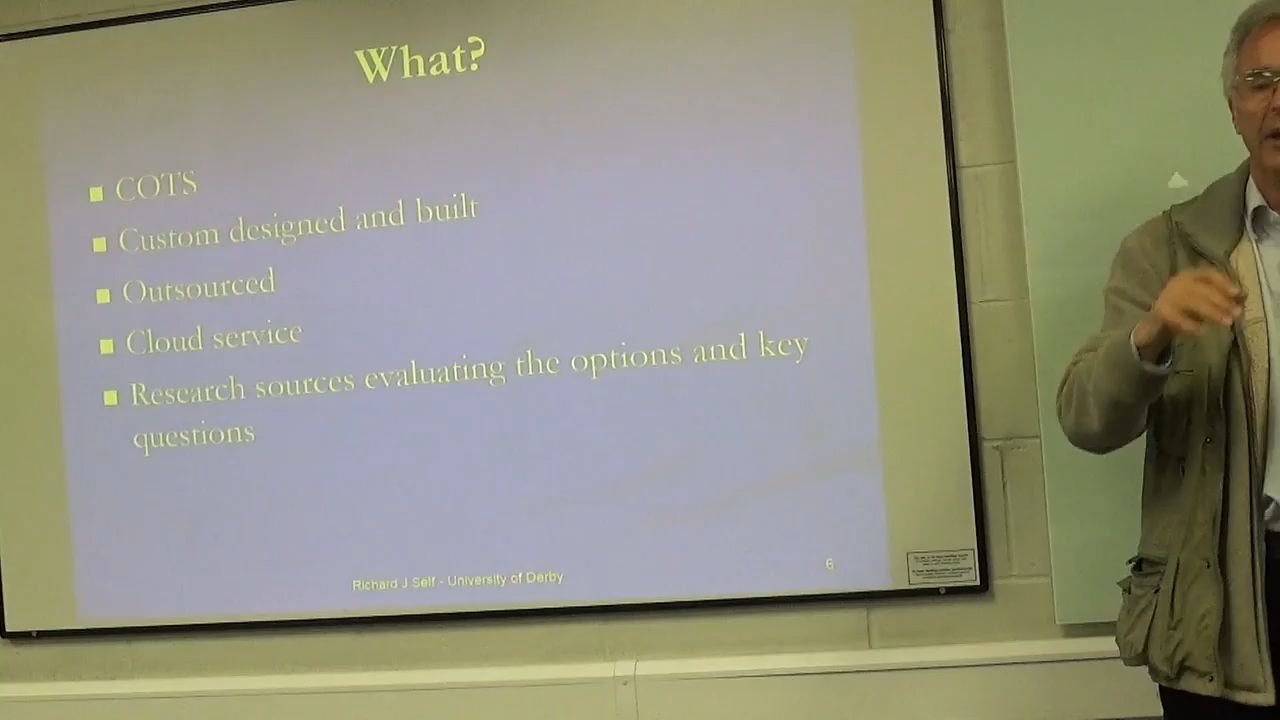 What?
COTS
Custom designed and built
Outsourced
Cloud service
Research sources evaluating the options and key
questions
Richard J Self - University of Derby
6